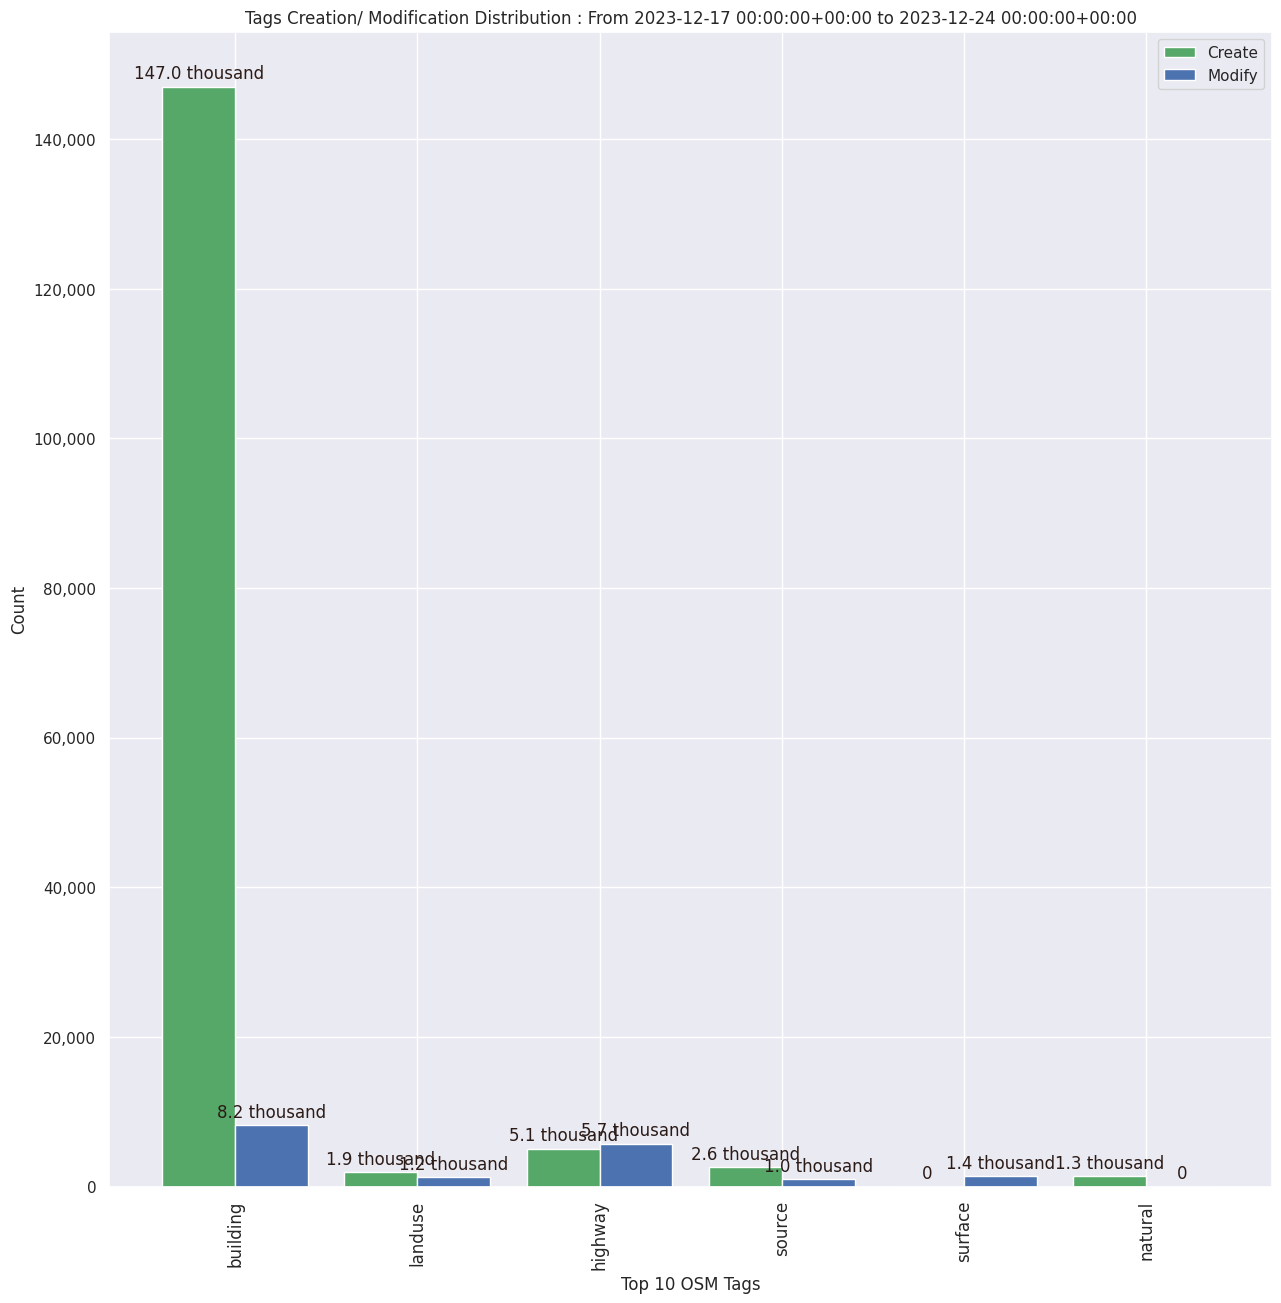 Tags Creation/ Modification Distribution : From 2023-12-17 00:00:00+00:00 to 2023-12-24 00:00:00+00:00
Create
Modify
147.0 thousand
140,000
120,000
100,000
80,000
60,000
40,000
20,000
0
Count
8.2 thousand
1.9 thousand
1.2 thousand
5.1 thousand
5.7 thousand
2.6 thousand
1.0 thousand
0
1.4 thousand
1.3 thousand
0
building
landuse
highway
source
surface
natural
Top 10 OSM Tags